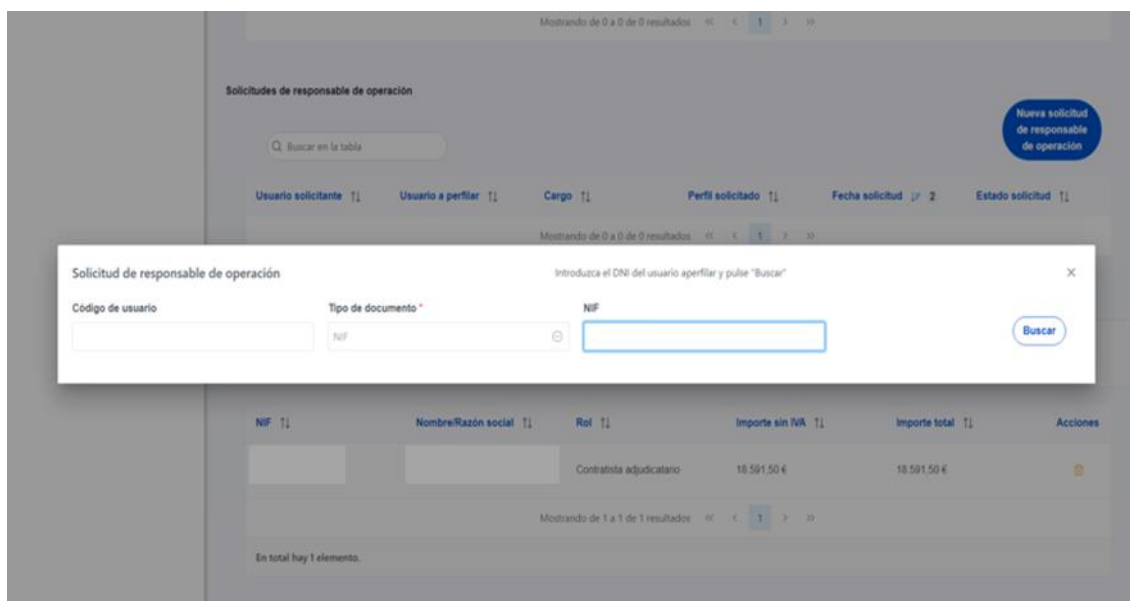 Mostrando de 0 a 0 de 0 resultados << < 1 > >>
Solicitudes de responsable de operación
Nueva solicitud
de responsable
de operación
Buscar en la tabla
Usuario solicitante Usuario a perfilar Cargo Perfil solicitado Fecha solicitud 2 Estado solicitud
Mostrando de 0 a 0 de 0 resultados << < 1 > >>
Solicitud de responsable de operación Introduzca el DNI del usuario aperfilar y pulse "Buscar"
Código de usuario Tipo de documento * NIF
NIF Buscar
NIF Nombre/Razón social Rol Importe sin IVA Importe total Acciones
Contratista adjudicatario 18.591,50 € 18.591,50 €
Mostrando de 1 a 1 de 1 resultados << < 1 > >>
En total hay 1 elemento.